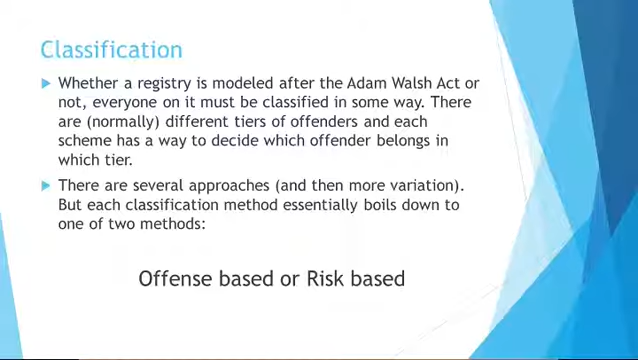 Classification
Whether a registry is modeled after the Adam Walsh Act or
not, everyone on it must be classified in some way. There
are (normally) different tiers of offenders and each
scheme has a way to decide which offender belongs in
which tier.
There are several approaches (and then more variation).
But each classification method essentially boils down to
one of two methods:
Offense based or Risk based